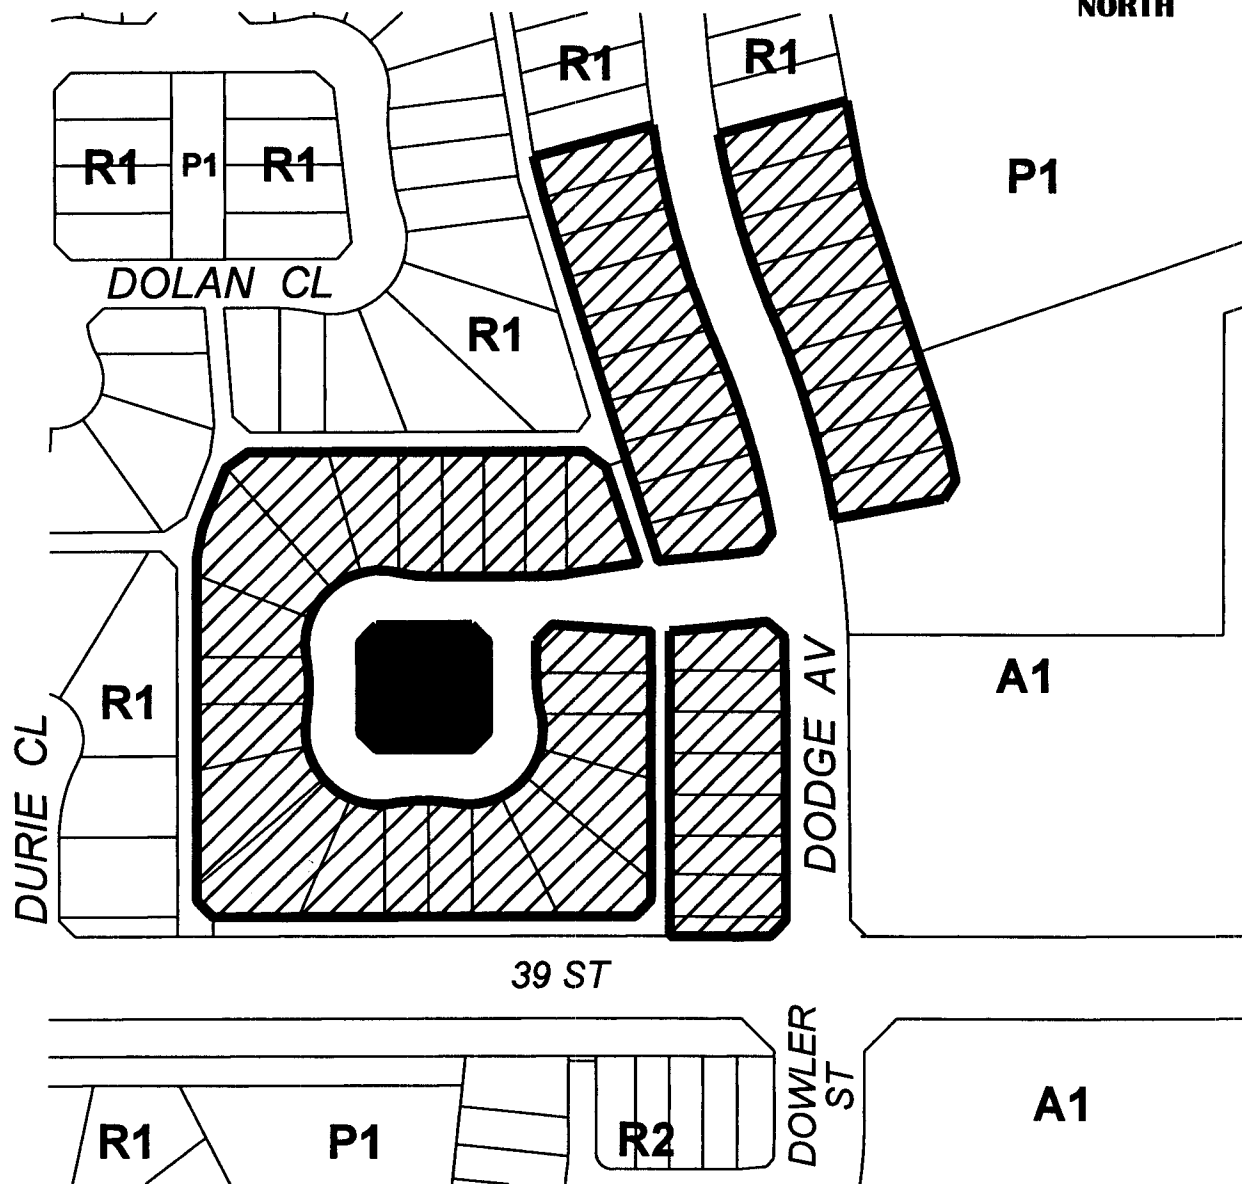 NORTH
R1
R1
R1
P1
R1
P1
DOLAN CL
R1
R1
A1
DURIE CL
DODGE AV
39 ST
DOWLER ST
R1
P1
R2
A1